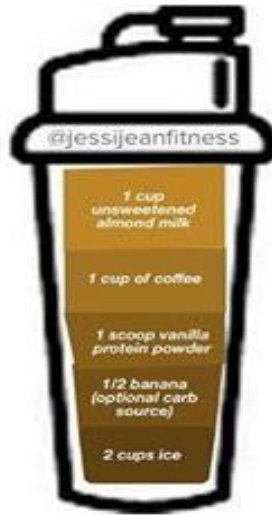 @jessijeanfitness
1 cup
unsweetened
almond milk
1 cup of coffee
1 scoop vanilla
protein powder
1/2 banana
(optional carb
source)
2 cups ice